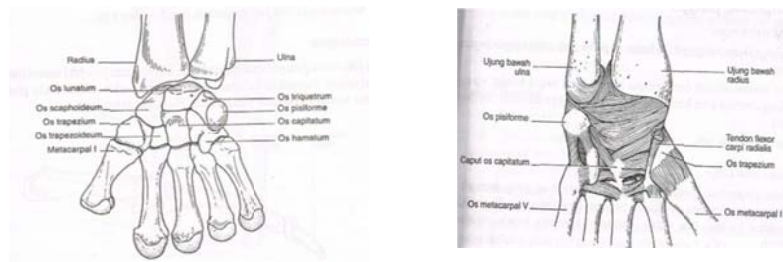 Radius
Ulna
Os lunatum
Os scaphoideum
Os trapezium
Os trapezoideum
Metacarpal I
Os triquetrum
Os pisiforme
Os capitatum
Os hamatum
Ujung bawah
ulna
Os pisiforme
Caput os capitatum
Os metacarpal V
Ujung bawah
radius
Tendon flexor
carpi radialis
Os trapezium
Os metacarpal I